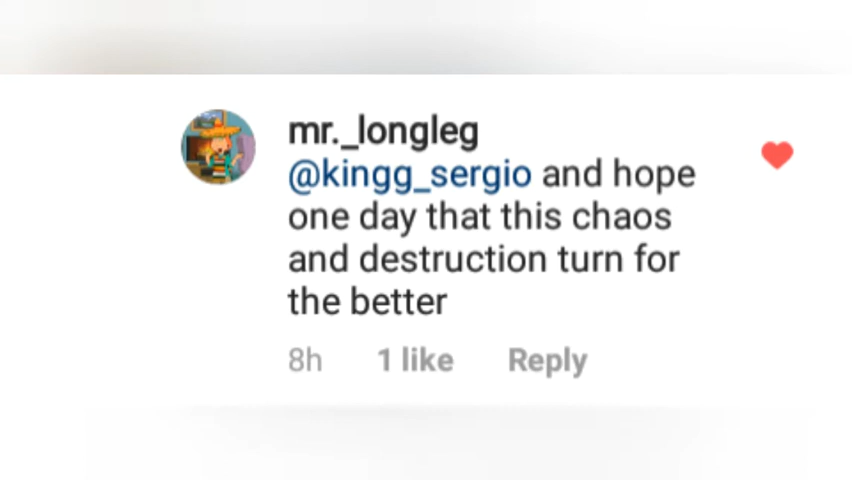 mr._longleg
@kingg_sergio and hope
one day that this chaos
and destruction turn for
the better
8h 1 like Reply